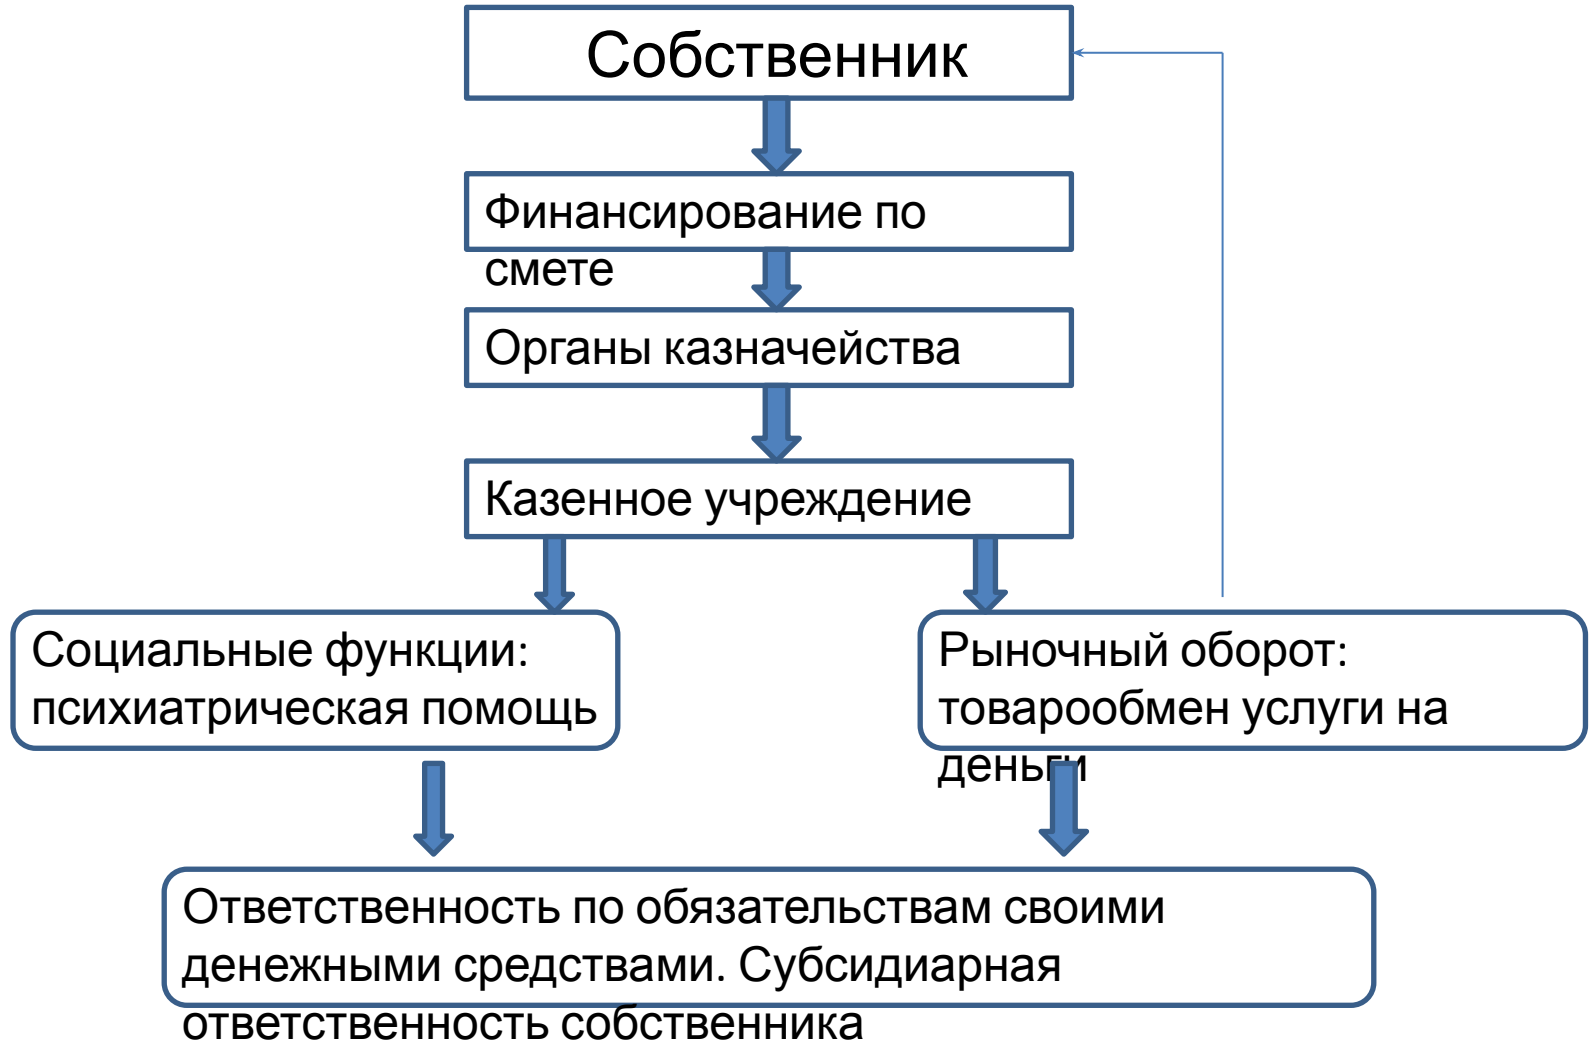 Собственник
Финансирование по
смете
Органы казначейства
Казенное учреждение
Социальные функции:
психиатрическая помощь
Рыночный оборот:
товарообмен услуги на
деньги
Ответственность по обязательствам своими
денежными средствами. Субсидиарная
ответственность собственника